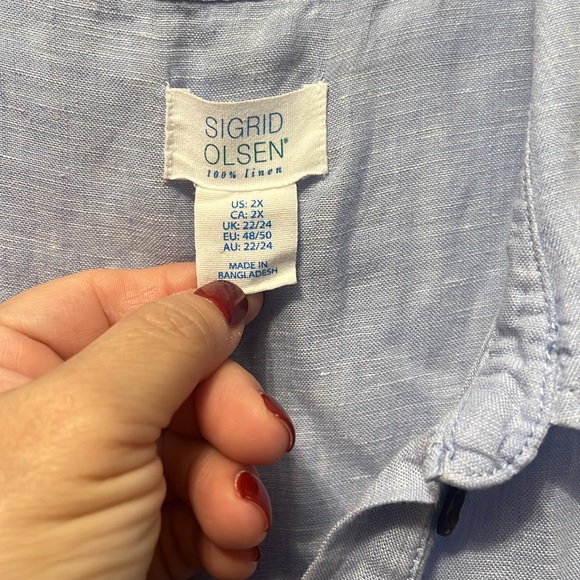 SIGRID
OLSEN®
100% linen
US: 2X
CA: 2X
UK: 22/24
EU: 48/50
AU: 22/24
MADE IN
BANGLADESH